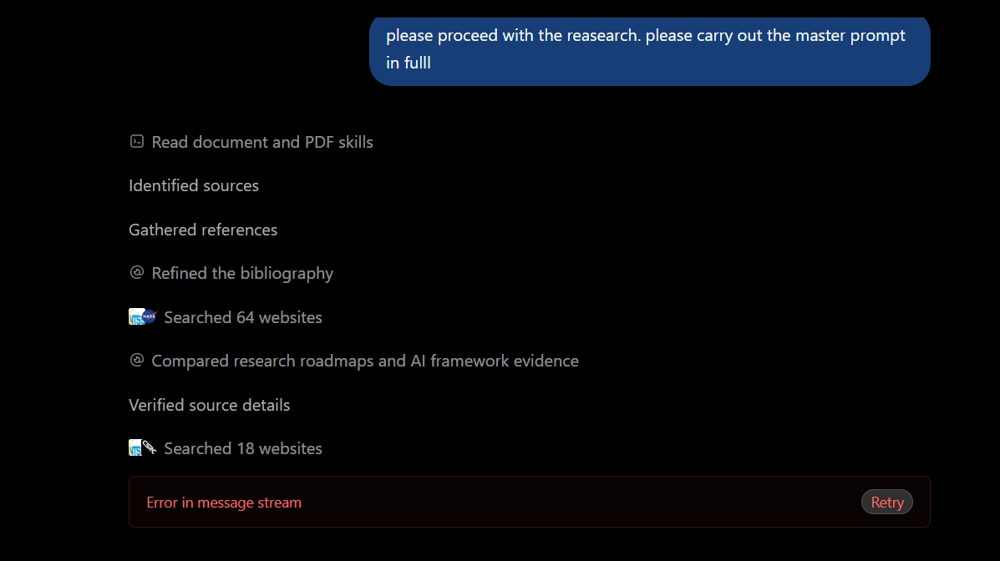 please proceed with the reasearch. please carry out the master prompt
in fulll
Read document and PDF skills
Identified sources
Gathered references
Refined the bibliography
NASA
Searched 64 websites
Compared research roadmaps and AI framework evidence
Verified source details
Searched 18 websites
Error in message stream
Retry